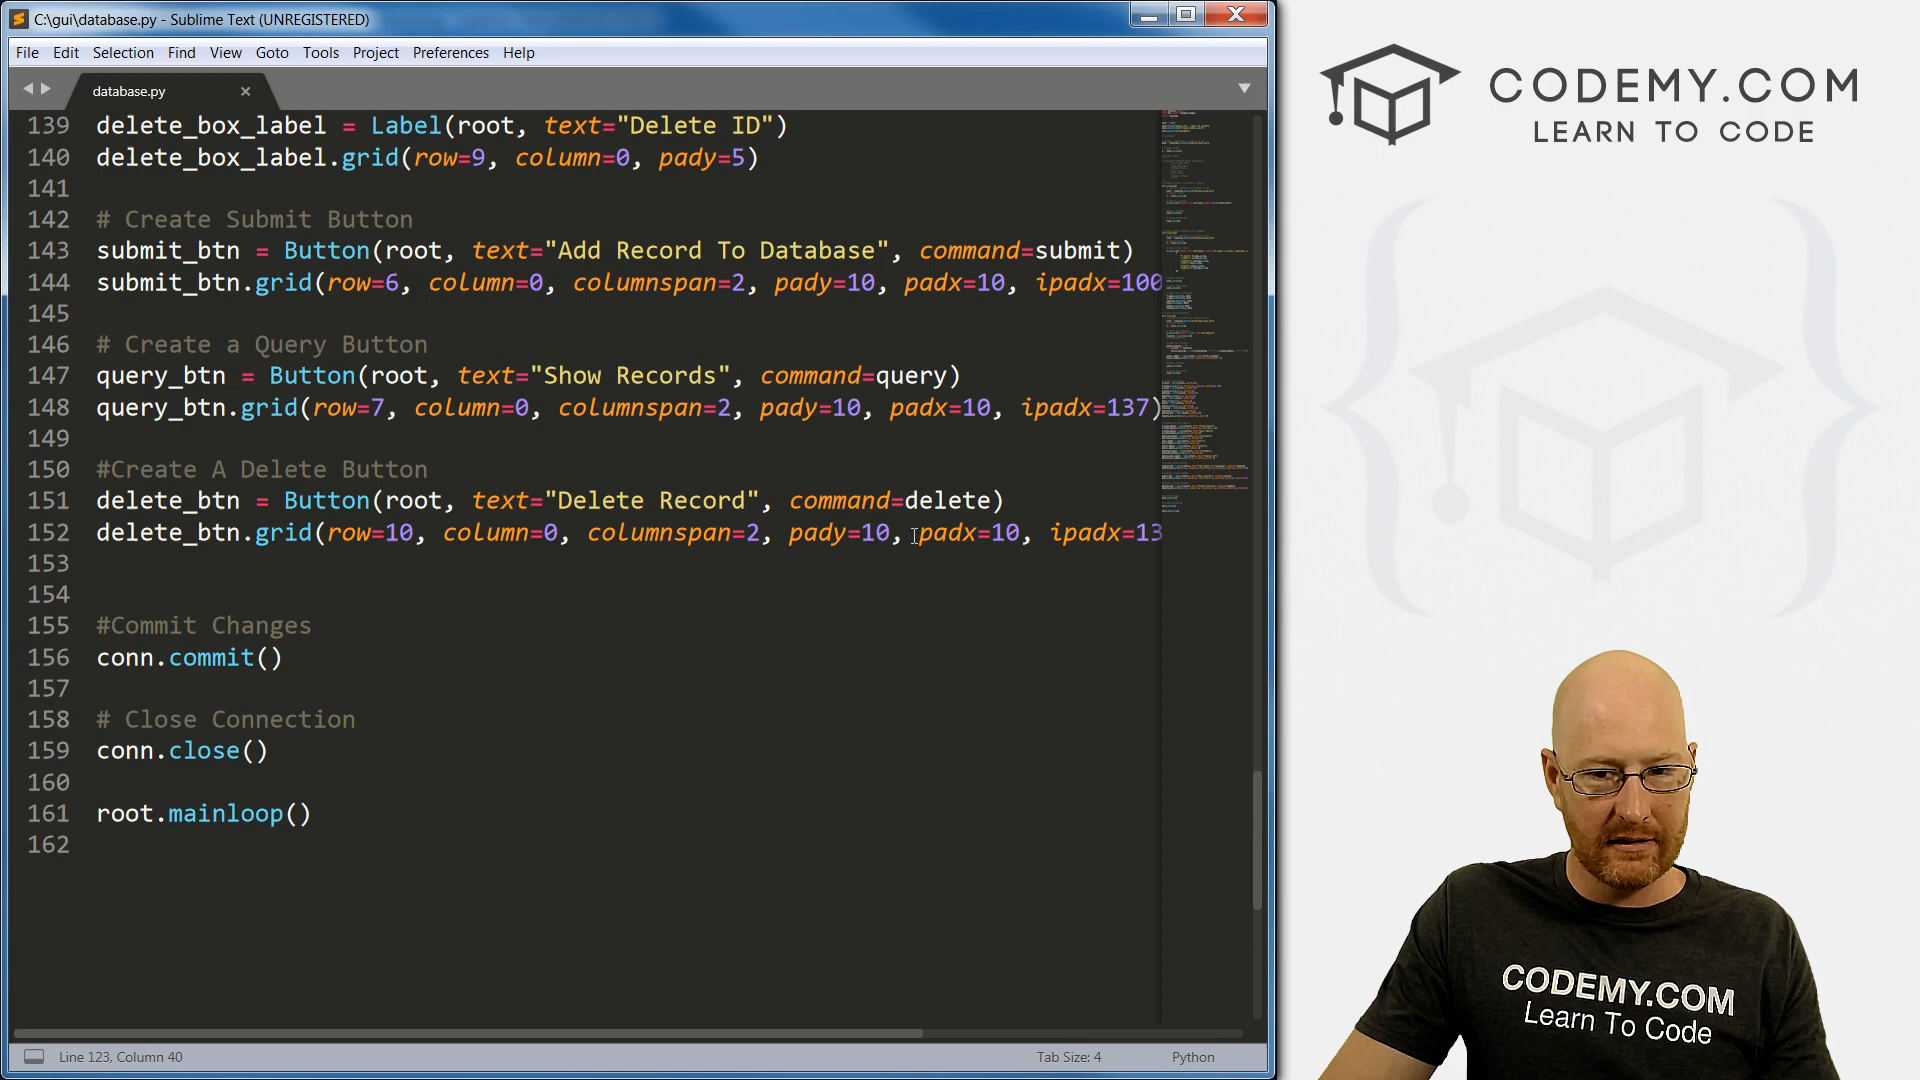 C:\gui\database.py - Sublime Text (UNREGISTERED)
File Edit Selection Find View Goto Tools Project Preferences Help
database.py
139 delete_box_label = Label(root, text="Delete ID")
140 delete_box_label.grid(row=9, column=0, pady=5)
141
142 # Create Submit Button
143 submit_btn = Button(root, text="Add Record To Database", command=submit)
144 submit_btn.grid(row=6, column=0, columnspan=2, pady=10, padx=10, ipadx=100
145
146 # Create a Query Button
147 query_btn = Button(root, text="Show Records", command=query)
148 query_btn.grid(row=7, column=0, columnspan=2, pady=10, padx=10, ipadx=137)
149
150 #Create A Delete Button
151 delete_btn = Button(root, text="Delete Record", command=delete)
152 delete_btn.grid(row=10, column=0, columnspan=2, pady=10, padx=10, ipadx=13
153
154
155 #Commit Changes
156 conn.commit()
157
158 # Close Connection
159 conn.close()
160
161 root.mainloop()
162
Line 123, Column 40
Tab Size: 4
Python
CODEMY.COM
LEARN TO CODE
CODEMY.COM
Learn To Code